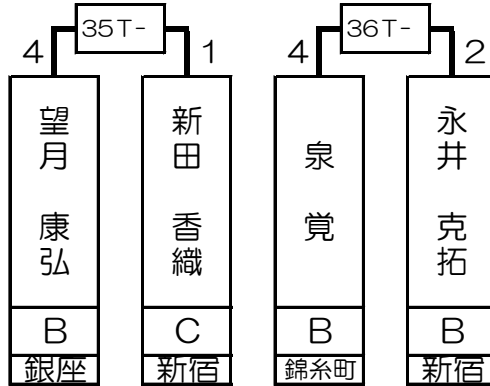 35T- 36T-
4 1 4 2
望月 康弘
新田 香織
泉 覚
永井 克拓
B C B B
銀座 新宿 錦糸町 新宿